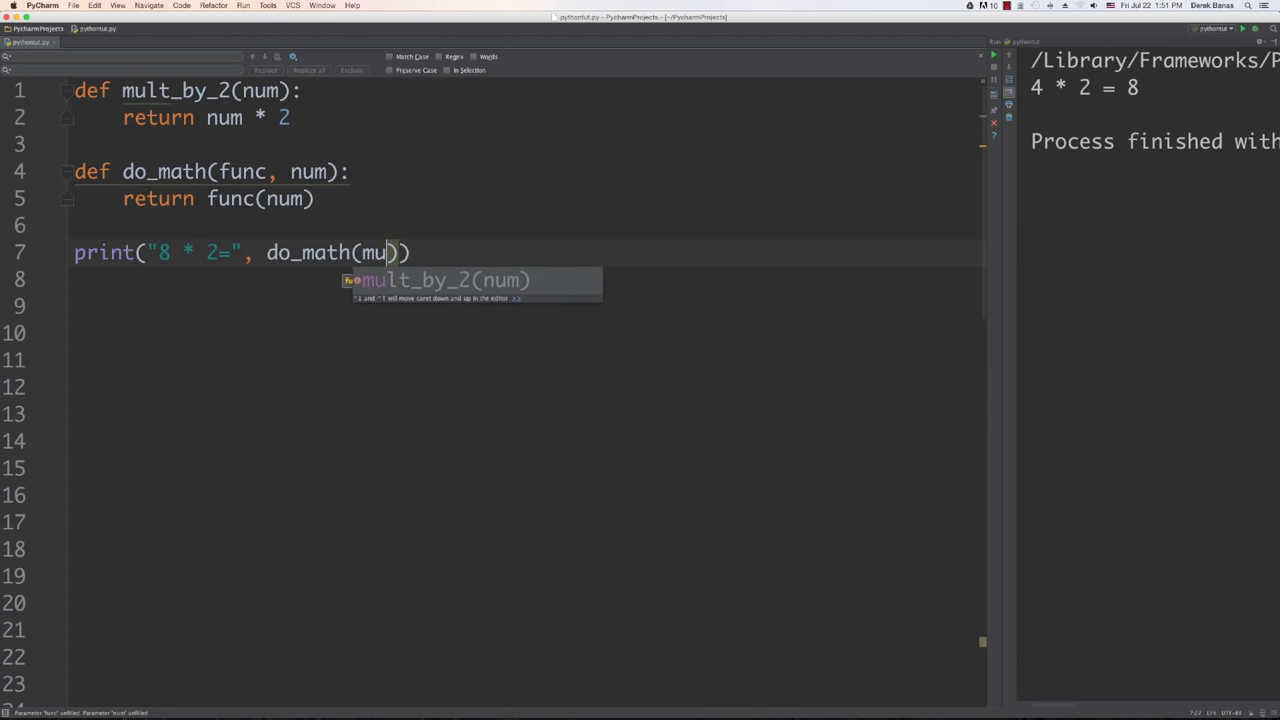 PyCharm File Edit View Navigate Code Refactor Run Tools VCS Window Help 10 Fri Jul 22 1:51 PM Derek Banas
pythontut.py - PycharmProjects - [~/PycharmProjects]
PycharmProjects pythontut.py pythontut
pythontut.py Run pythontut
Match Case Regex Words
Replace Replace all Exclude Preserve Case In Selection
1 def mult_by_2(num):
2 return num * 2
3
4 def do_math(func, num):
5 return func(num)
6
7 print("8 * 2=", do_math(mu))
8 mult_by_2(num)
^↓ and ^↑ will move caret down and up in the editor >>
9
10
11
12
13
14
15
16
17
18
19
20
21
22
23
24
/Library/Frameworks/P
4 * 2 = 8
Process finished with
Parameter "func" unfilled. Parameter "num" unfilled. 7:27 LF÷ UTF-8÷